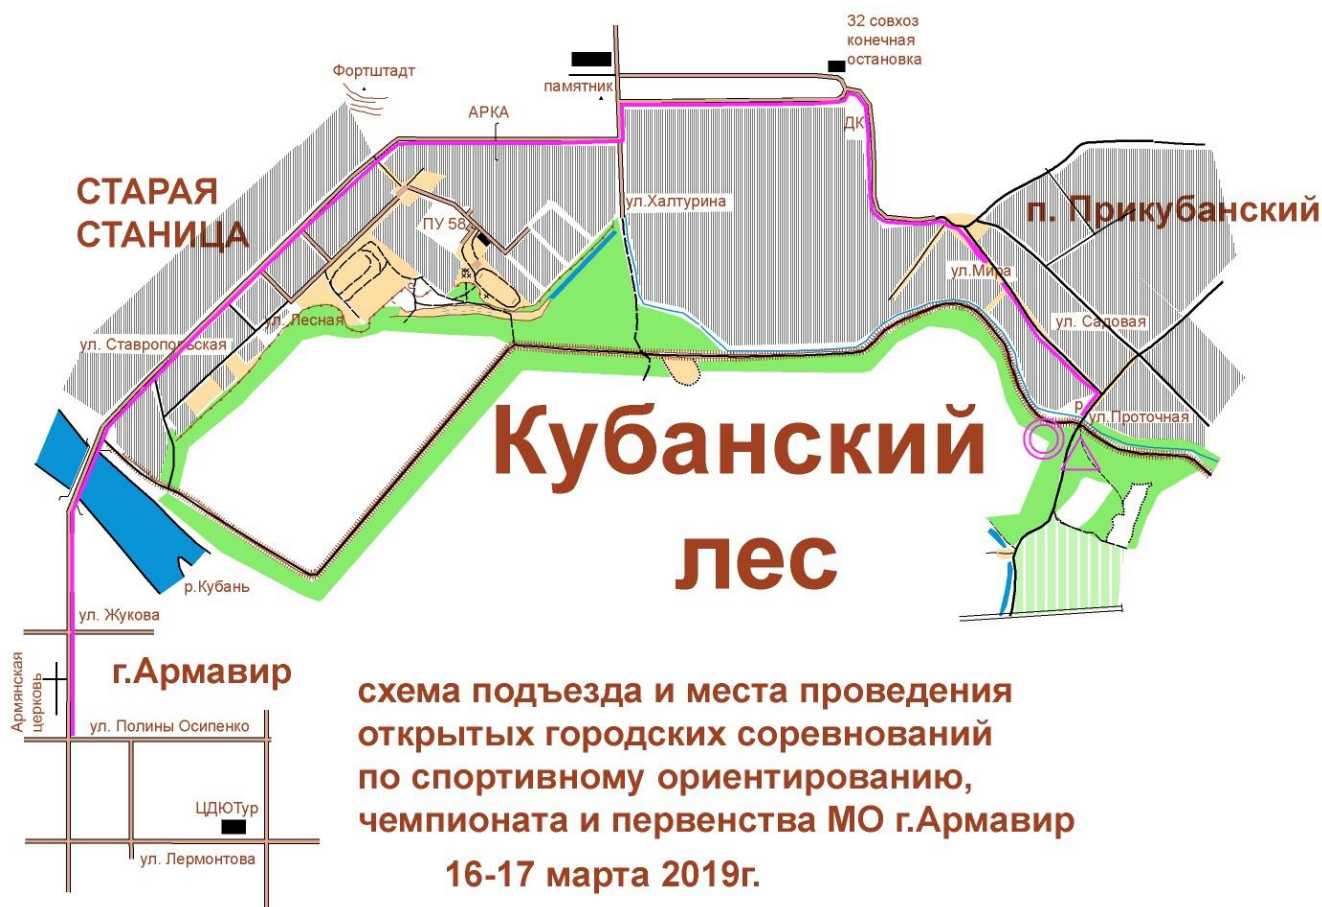 32 совхоз
конечная
остановка
Фортштадт
памятник
АРКА
ДК
СТАРАЯ
СТАНИЦА
ул.Халтурина
п. Прикубанский
ПУ 58
ул.Мира
ул. Лесная
ул. Садовая
ул. Ставропольская
р
ул.Проточная
Кубанский
лес
р.Кубань
ул. Жукова
г.Армавир
Армянская
церковь
ул. Полины Осипенко
ЦДЮТур
ул. Лермонтова
схема подъезда и места проведения
открытых городских соревнований
по спортивному ориентированию,
чемпионата и первенства МО г.Армавир
16-17 марта 2019г.